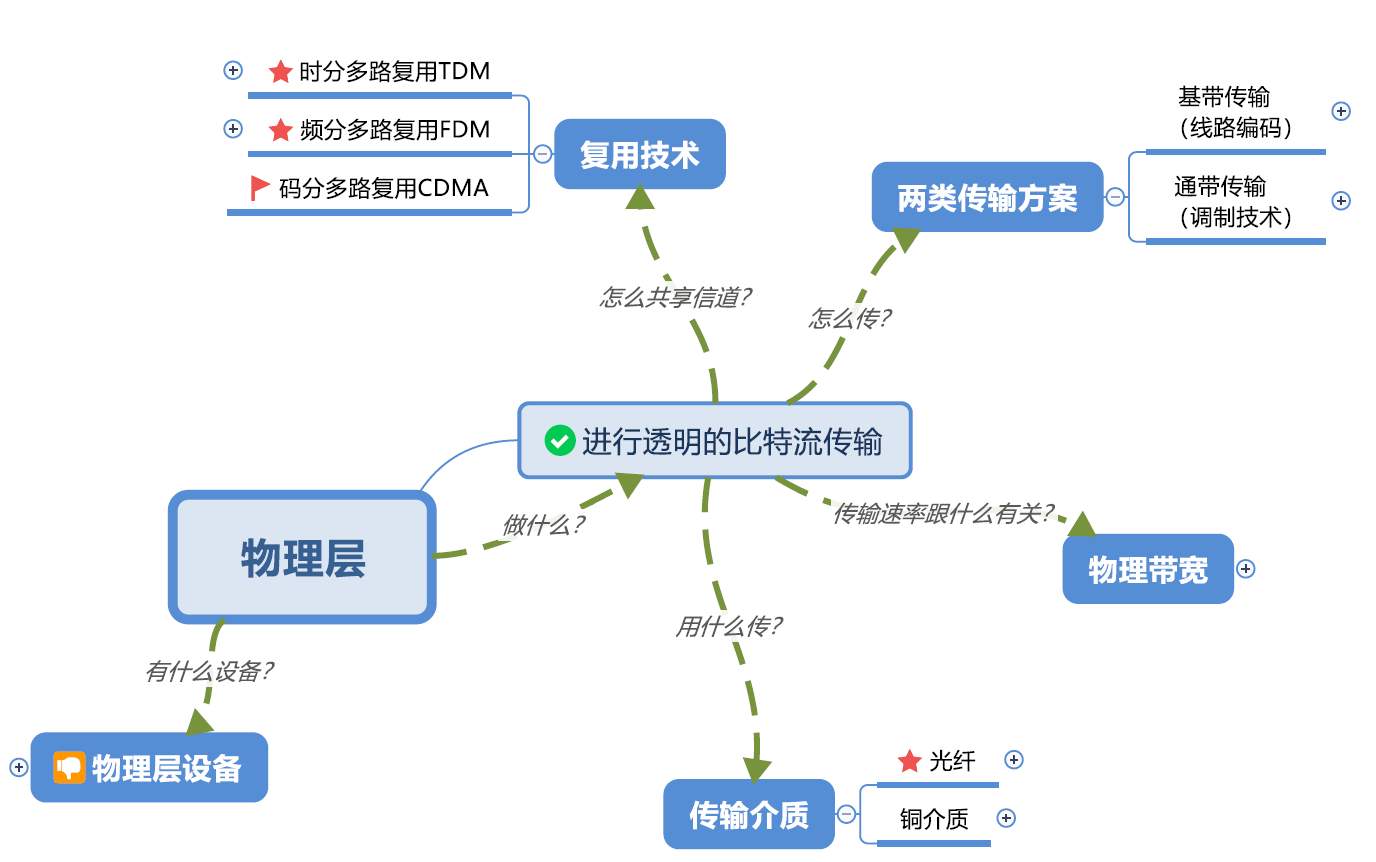 时分多路复用TDM
频分多路复用FDM
码分多路复用CDMA
复用技术
基带传输
（线路编码）
通带传输
（调制技术）
两类传输方案
怎么共享信道？
怎么传？
进行透明的比特流传输
做什么？
传输速率跟什么有关？
物理层
物理带宽
用什么传？
有什么设备？
物理层设备
光纤
铜介质
传输介质